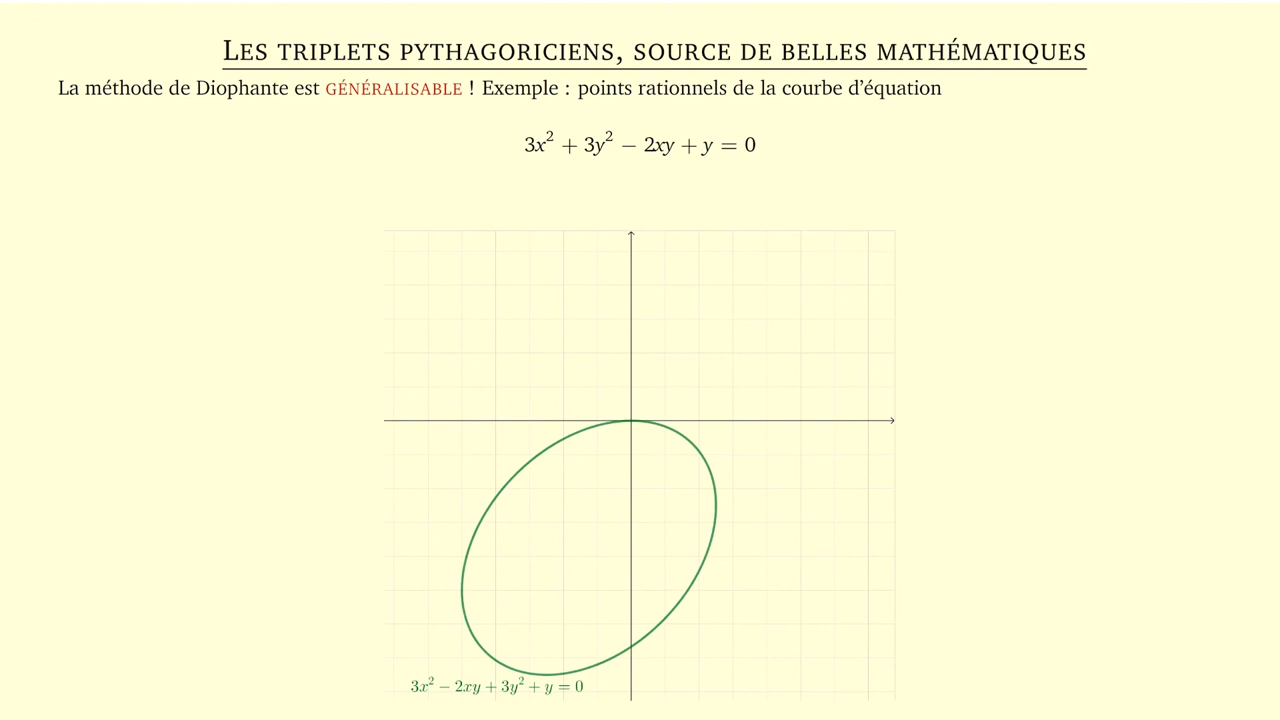 LES TRIPLETS PYTHAGORICIENS, SOURCE DE BELLES MATHÉMATIQUES
La méthode de Diophante est GÉNÉRALISABLE ! Exemple : points rationnels de la courbe d'équation
3x² + 3y² − 2xy + y = 0
3x² − 2xy + 3y² + y = 0